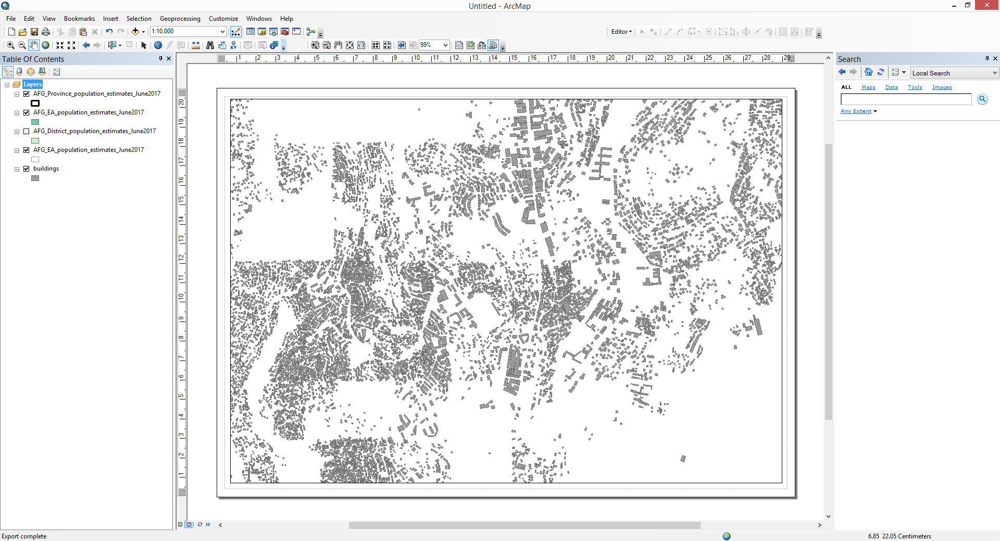 Untitled - ArcMap
File Edit View Bookmarks Insert Selection Geoprocessing Customize Windows Help
1:10,000
Editor
99%
Table Of Contents
Layers
AFG_Province_population_estimates_June2017
AFG_EA_population_estimates_June2017
AFG_District_population_estimates_June2017
AFG_EA_population_estimates_June2017
buildings
1 2 3 4 5 6 7 8 9 10 11 12 13 14 15 16 17 18 19 20 21 22 23 24 25 26 27 28 29
20
19
18
17
16
15
14
13
12
11
10
9
8
7
6
5
4
3
2
1
Search
Local Search
ALL Maps Data Tools Images
Any Extent
Export complete
6.85 22.05 Centimeters